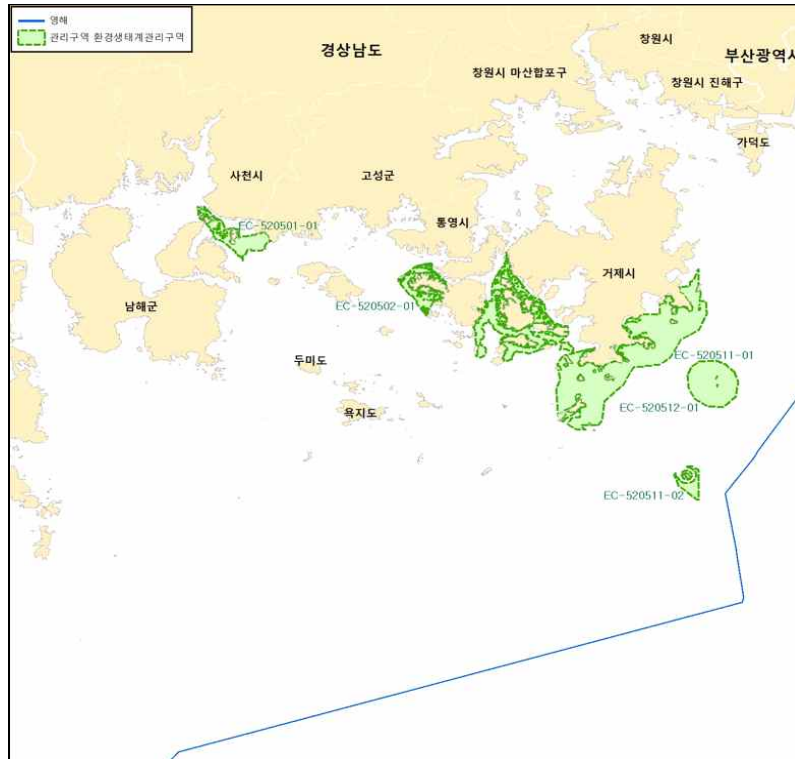 영해
관리구역 환경생태계관리구역
경상남도
창원시
부산광역시
창원시 마산합포구
창원시 진해구
가덕도
사천시
고성군
EC-520501-01
통영시
거제시
남해군
EC-520502-01
두미도
EC-520511-01
욕지도
EC-520512-01
EC-520511-02